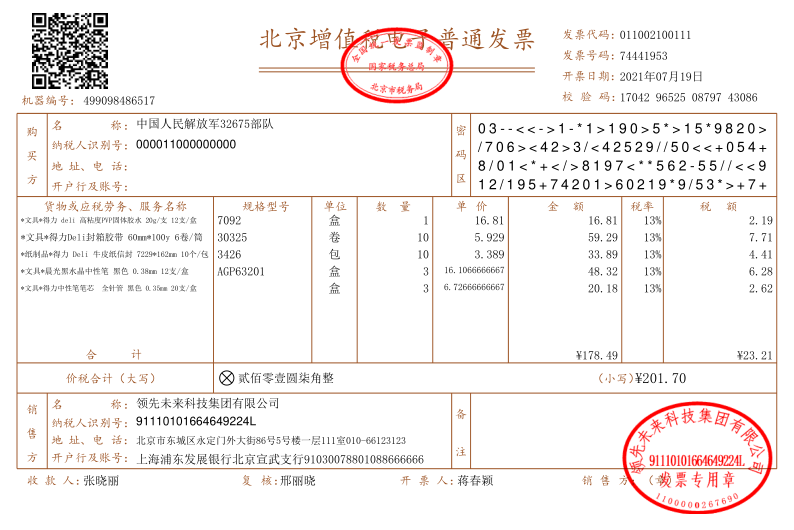 北京增值税电子普通发票
全国统一发票监制章
国家税务总局
北京市税务局
发票代码: 011002100111
发票号码: 74441953
开票日期: 2021年07月19日
校 验 码: 17042 96525 08797 43086
机器编号: 499098486517
购买方
名 称: 中国人民解放军32675部队
纳税人识别号: 000011000000000
地 址、电 话:
开户行及账号:
密码区
03--<<->1-*1>190>5*>15*9820>
/706><42>3/<42529//50<<+054+
8/01<*+</>8197<**562-55//<<9
12/195+74201>60219*9/53*>+7+
货物或应税劳务、服务名称 规格型号 单位 数 量 单 价 金 额 税率 税 额
*文具*得力 deli 高粘度PVP固体胶水 20g/支 12支/盒 7092 盒 1 16.81 16.81 13% 2.19
*文具*得力Deli封箱胶带 60mm*100y 6卷/筒 30325 卷 10 5.929 59.29 13% 7.71
*纸制品*得力 Deli 牛皮纸信封 7229*162mm 10个/包 3426 包 10 3.389 33.89 13% 4.41
*文具*晨光黑水晶中性笔 黑色 0.38mm 12支/盒 AGP63201 盒 3 16.1066666667 48.32 13% 6.28
*文具*得力中性笔笔芯 全针管 黑色 0.35mm 20支/盒 盒 3 6.72666666667 20.18 13% 2.62
合 计 ¥178.49 ¥23.21
价税合计(大写) ⊗贰佰零壹圆柒角整 (小写)¥201.70
销售方
名 称: 领先未来科技集团有限公司
纳税人识别号: 91110101664649224L
地 址、电 话: 北京市东城区永定门外大街86号5号楼一层111室010-66123123
开户行及账号: 上海浦东发展银行北京宣武支行91030078801088666666
备注
收 款 人: 张晓丽 复 核: 邢丽晓 开 票 人: 蒋春颖 销 售 方: (章)
领先未来科技集团有限公司
91110101664649224L
发票专用章
1100000267690